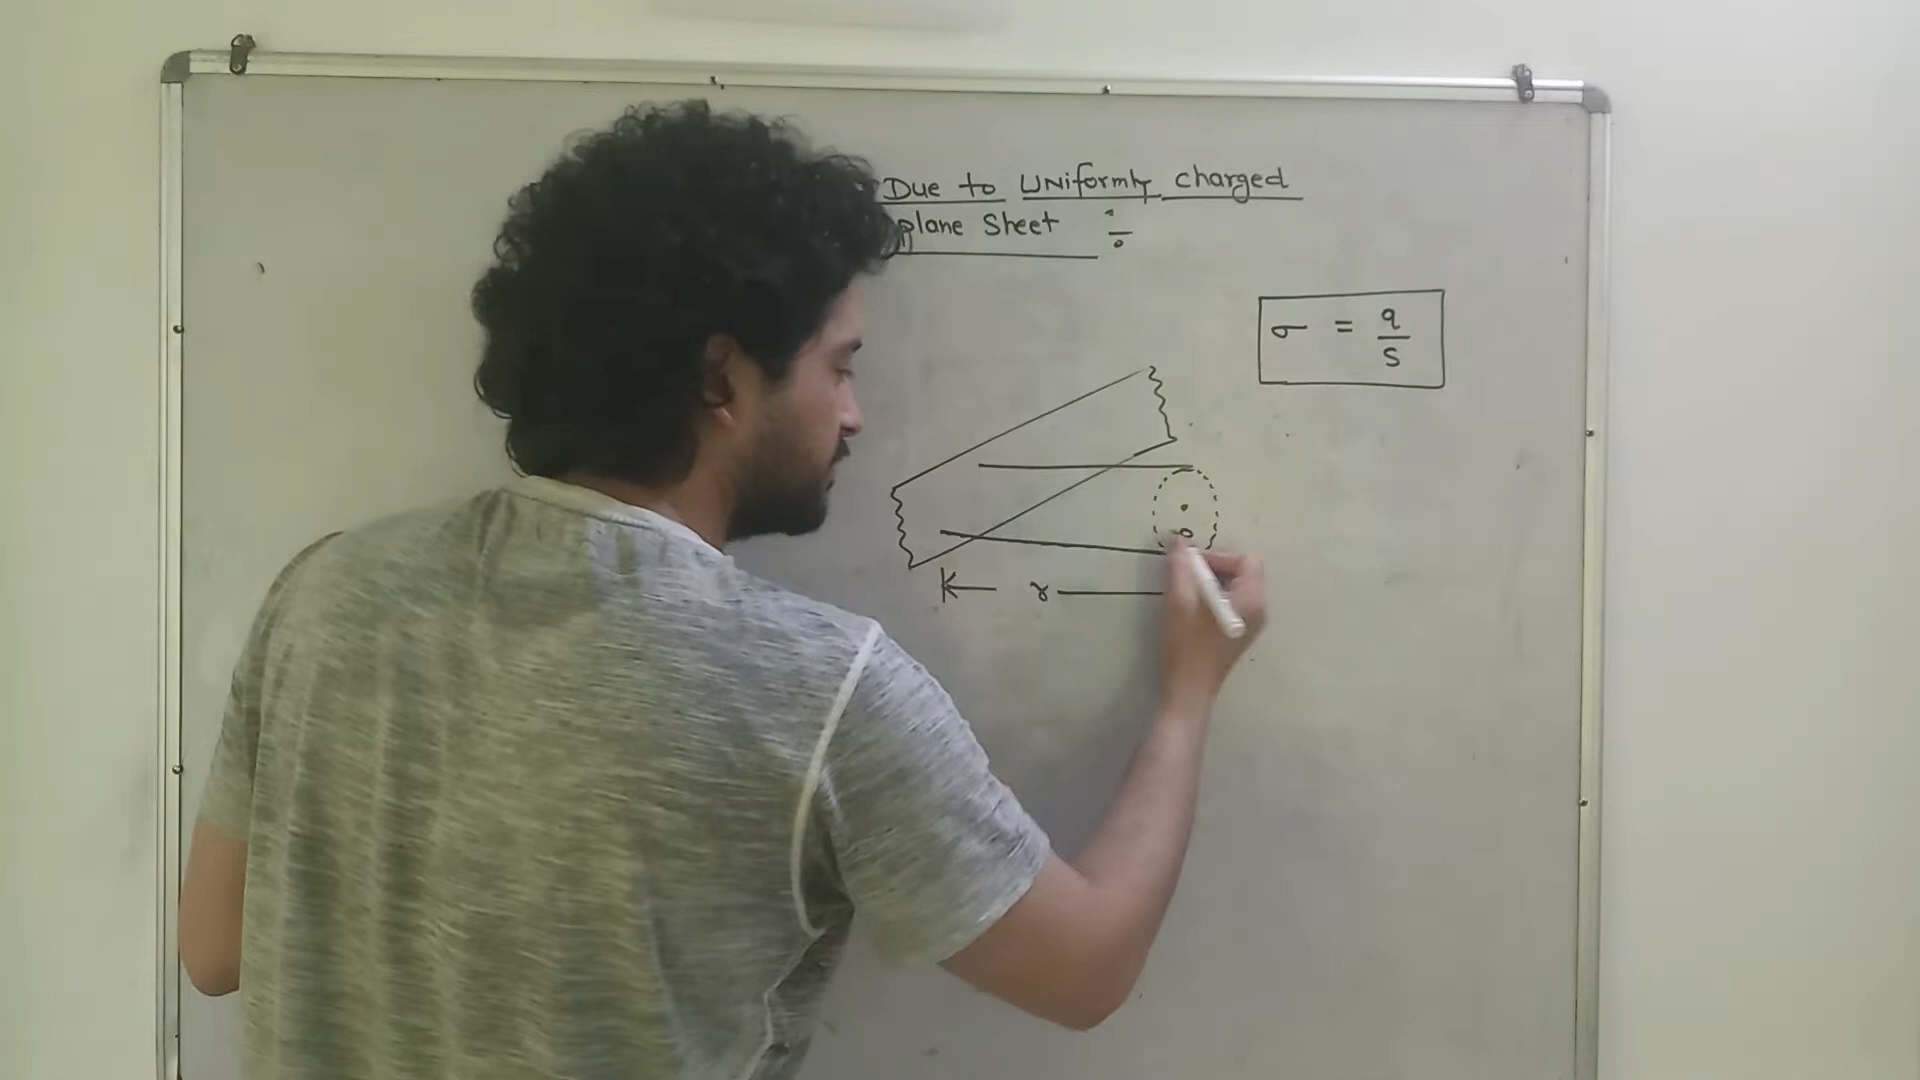 Due to UNiformly charged
plane Sheet :-
σ = q/S
r